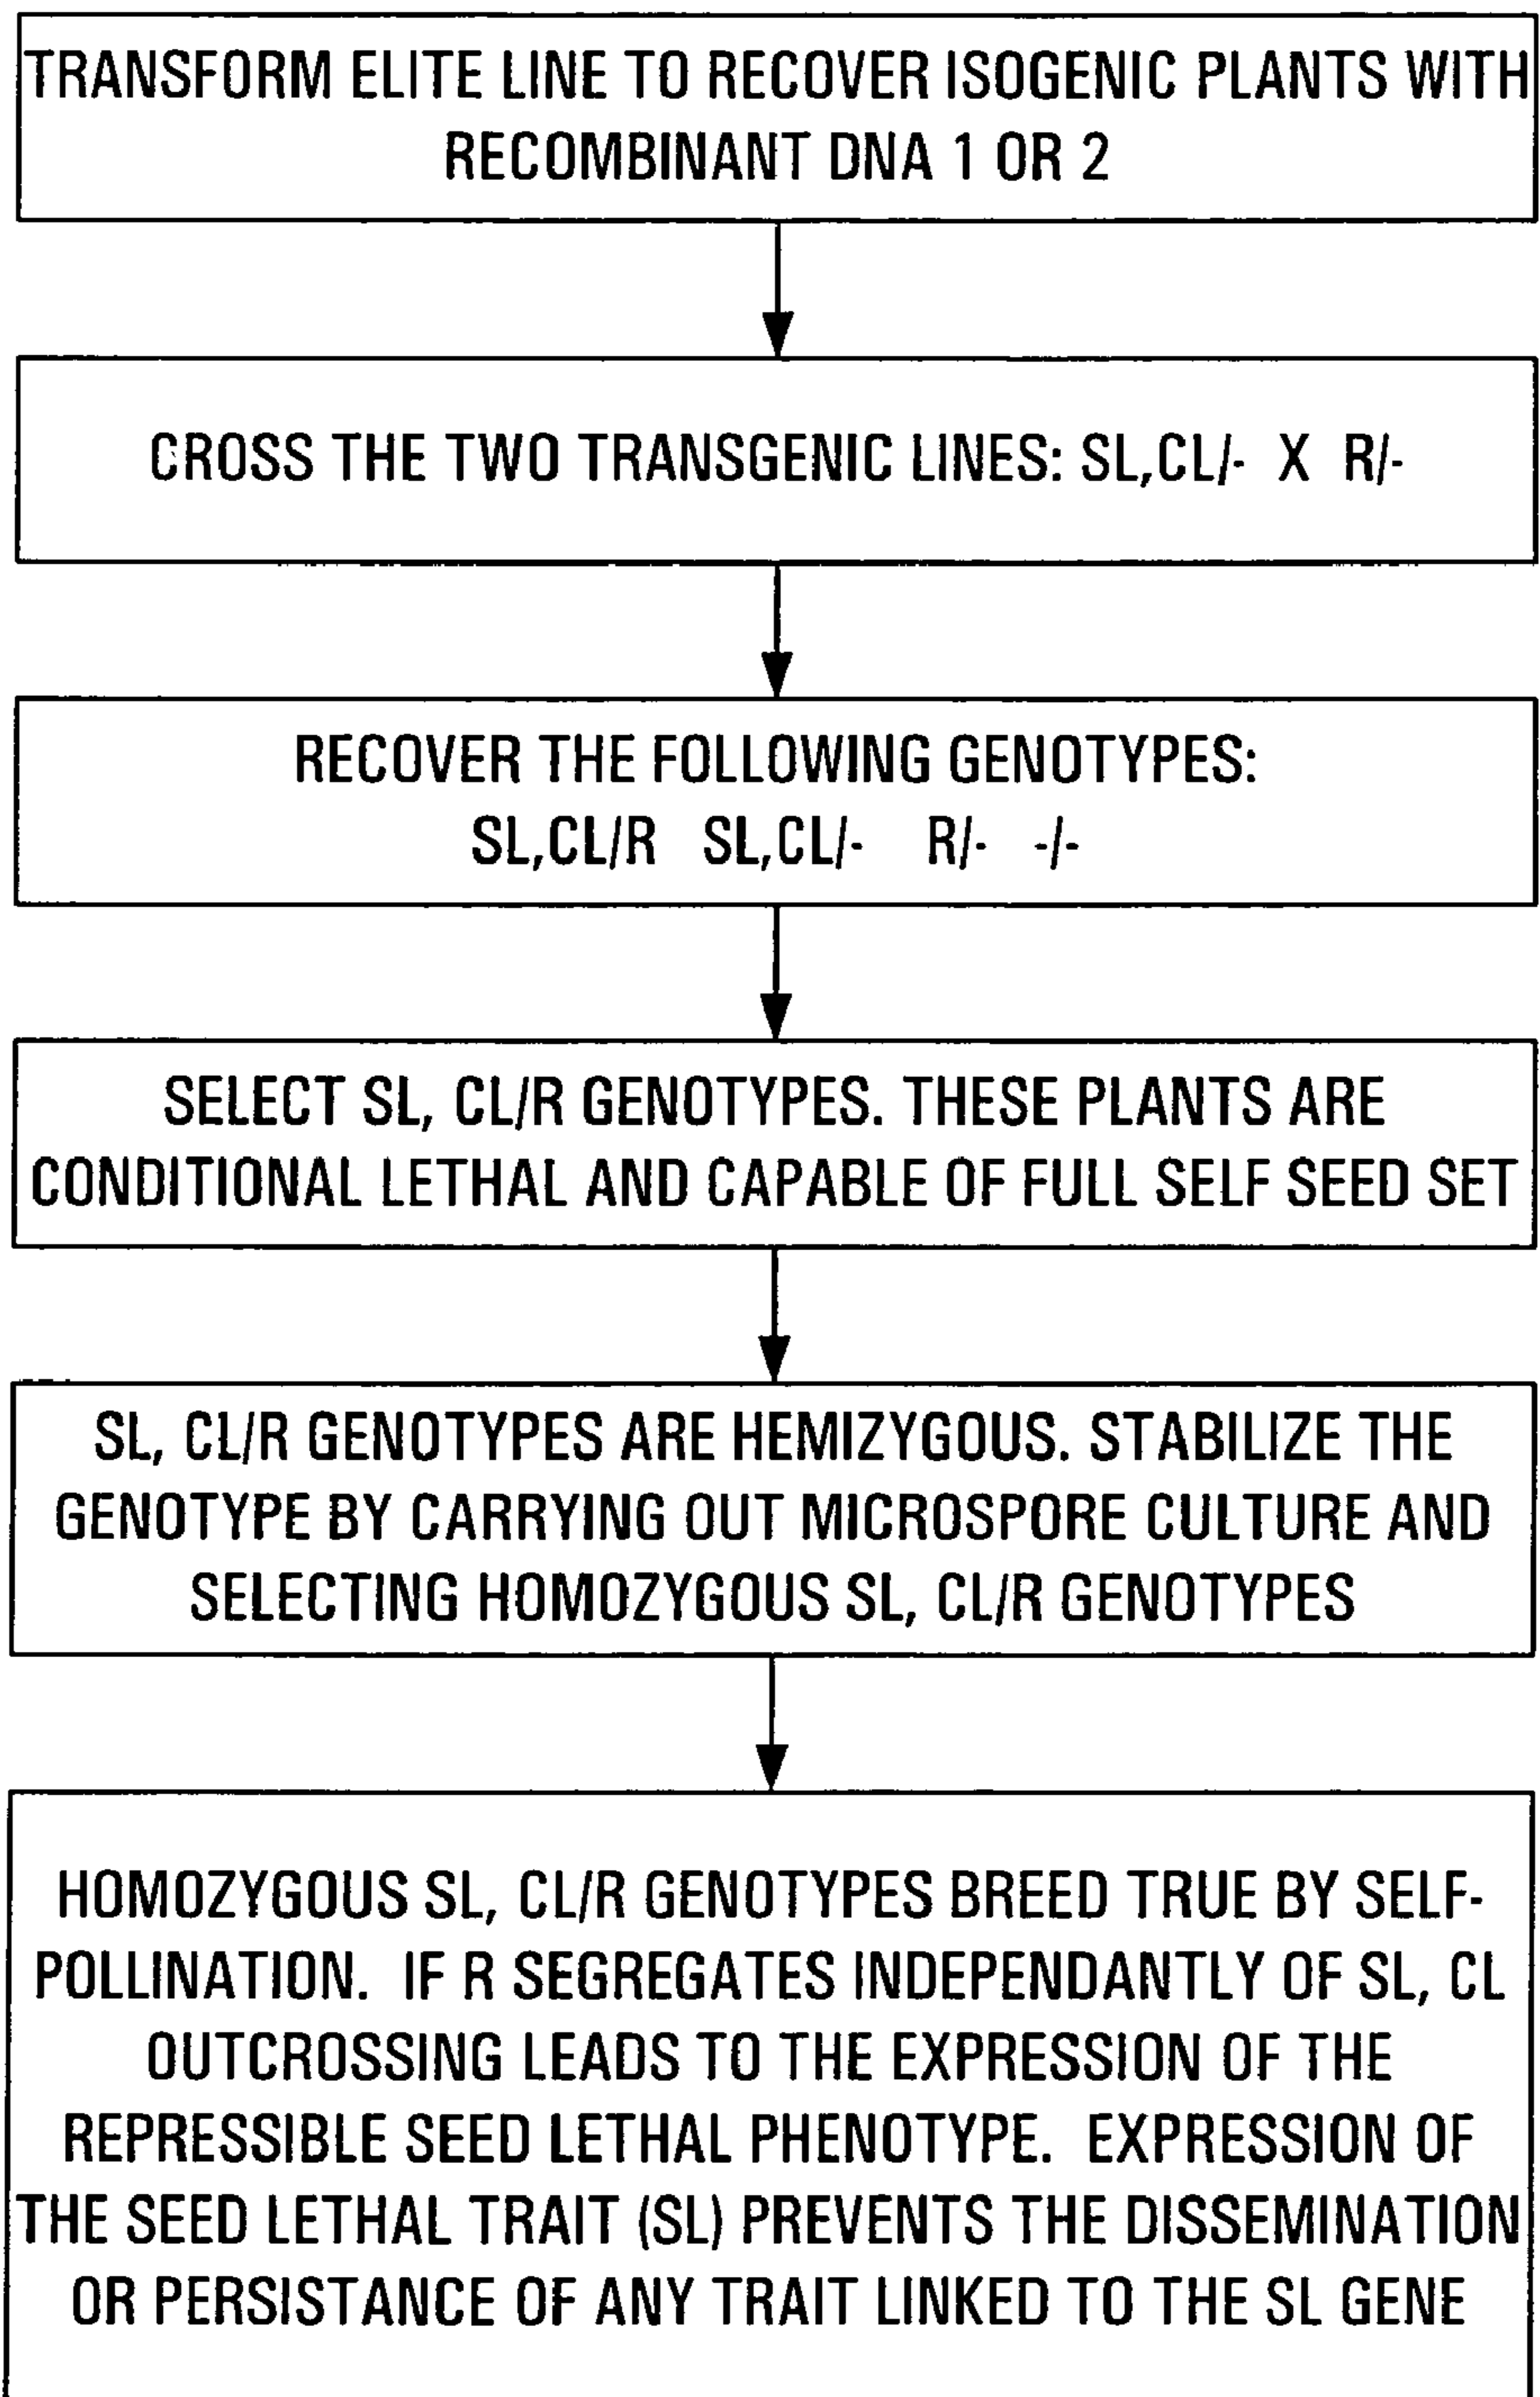 TRANSFORM ELITE LINE TO RECOVER ISOGENIC PLANTS WITH
RECOMBINANT DNA 1 OR 2
CROSS THE TWO TRANSGENIC LINES: SL,CL/- X R/-
RECOVER THE FOLLOWING GENOTYPES:
SL,CL/R SL,CL/- R/- -/-
SELECT SL, CL/R GENOTYPES. THESE PLANTS ARE
CONDITIONAL LETHAL AND CAPABLE OF FULL SELF SEED SET
SL, CL/R GENOTYPES ARE HEMIZYGOUS. STABILIZE THE
GENOTYPE BY CARRYING OUT MICROSPORE CULTURE AND
SELECTING HOMOZYGOUS SL, CL/R GENOTYPES
HOMOZYGOUS SL, CL/R GENOTYPES BREED TRUE BY SELF-
POLLINATION. IF R SEGREGATES INDEPENDANTLY OF SL, CL
OUTCROSSING LEADS TO THE EXPRESSION OF THE
REPRESSIBLE SEED LETHAL PHENOTYPE. EXPRESSION OF
THE SEED LETHAL TRAIT (SL) PREVENTS THE DISSEMINATION
OR PERSISTANCE OF ANY TRAIT LINKED TO THE SL GENE